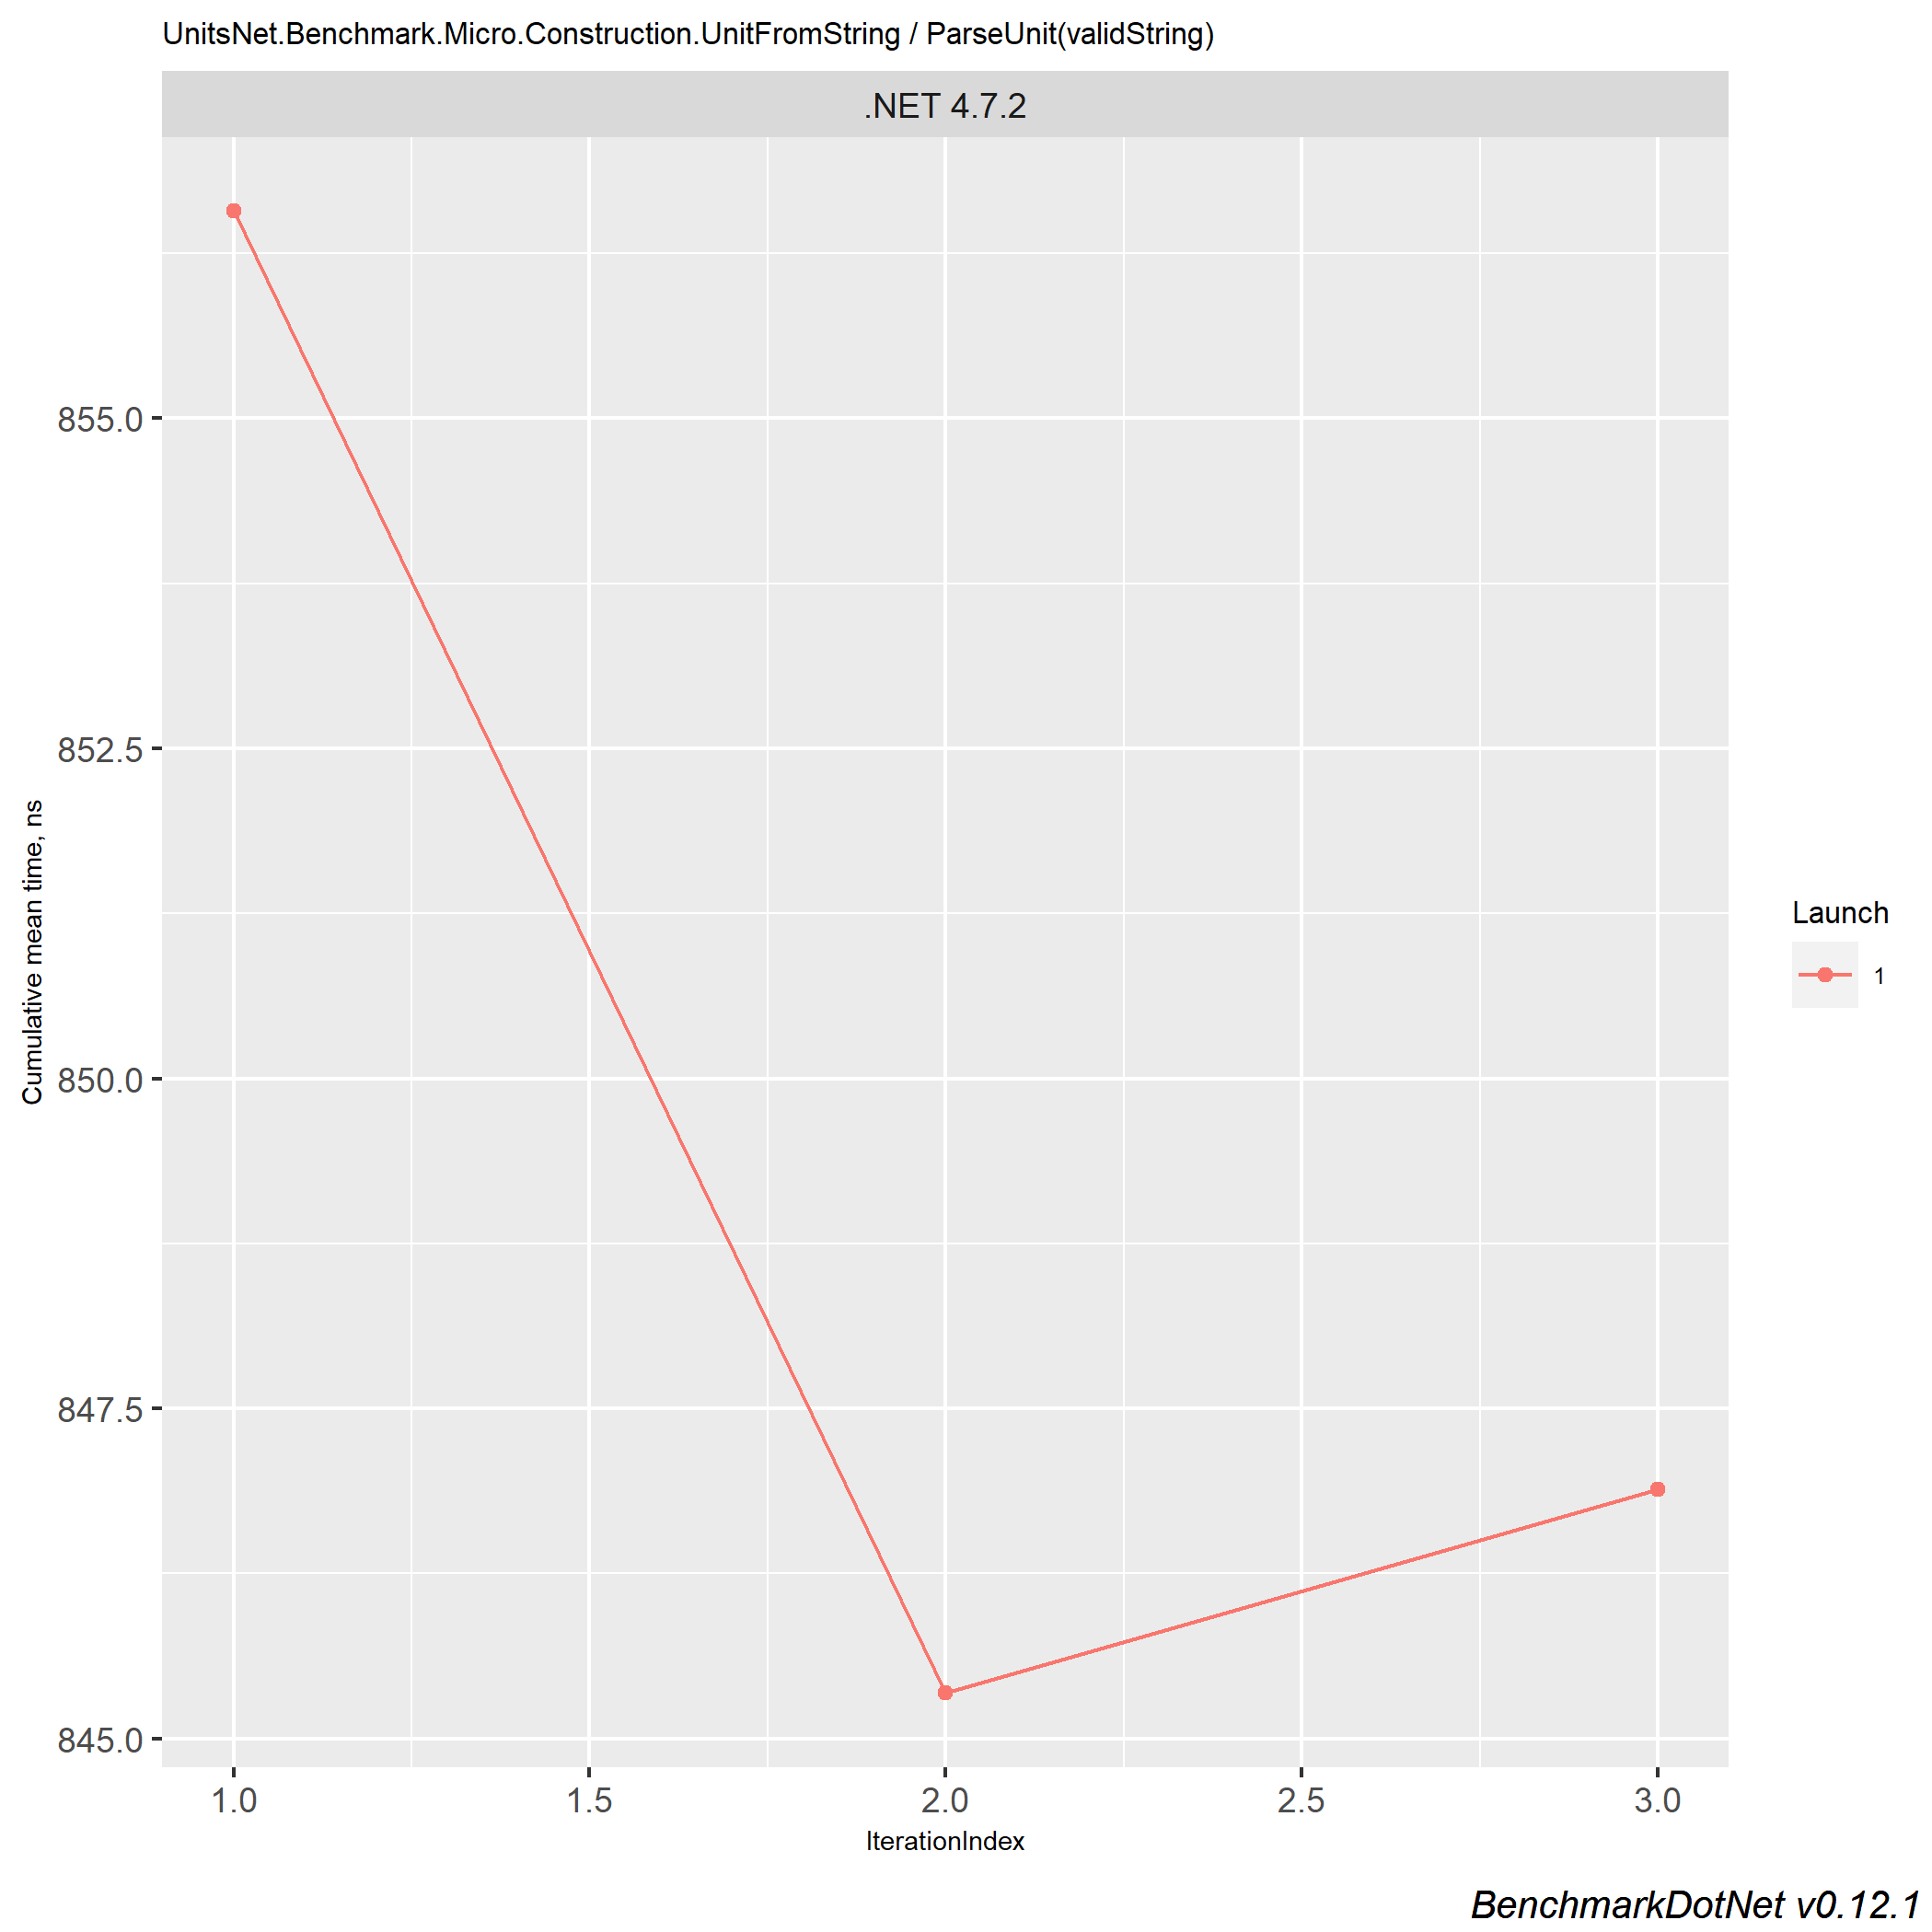 UnitsNet.Benchmark.Micro.Construction.UnitFromString / ParseUnit(validString)
.NET 4.7.2
855.0
852.5
850.0
847.5
845.0
Cumulative mean time, ns
1.0 1.5 2.0 2.5 3.0
IterationIndex
Launch
1
BenchmarkDotNet v0.12.1